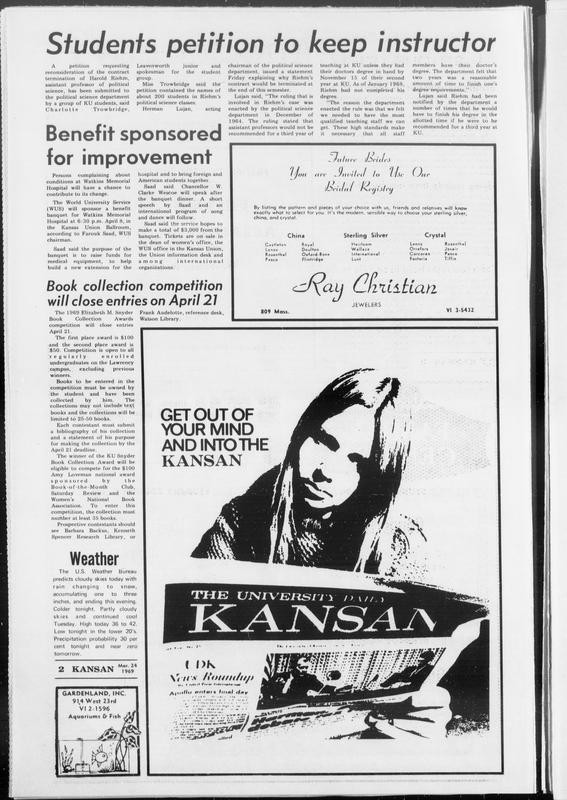 Students petition to keep instructor
A petition requesting
reconsideration of the contract
termination of Harold Riehm,
assistant professor of political
science, has been submitted to
the political science department
by a group of KU students, said
Charlotte Trowbridge,
Leavenworth junior and
spokesman for the student
group.
Miss Trowbridge said the
petition contained the names of
about 200 students in Riehm's
political science classes.
Herman Lujan, acting
chairman of the political science
department, issued a statement
Friday explaining why Riehm's
contract would be terminated at
the end of this semester.
Lujan said, "The ruling that is
involved in Riehm's case was
enacted by the political science
department in December of
1964. The ruling stated that
assistant professors would not be
recommended for a third year of
teaching at KU unless they had
their doctors degree in hand by
November 15 of their second
year at KU. As of January 1969,
Riehm had not completed his
degree.
"The reason the department
enacted the rule was that we felt
we needed to have the most
qualified teaching staff we can
get. These high standards make
it necessary that all staff
members have their doctor's
degree. The department felt that
two years was a reasonable
amount of time to finish one's
degree requirements."
Lujan said Riehm had been
notified by the department a
number of times that he would
have to finish his degree in the
allotted time if he were to be
recommended for a third year at
KU.
Benefit sponsored
for improvement
Persons complaining about
conditions at Watkins Memorial
Hospital will have a chance to
contribute to its change.
The World University Service
(WUS) will sponsor a benefit
banquet for Watkins Memorial
Hospital at 6:30 p.m. April 8, in
the Kansas Union Ballroom,
according to Farouk Saad, WUS
chairman.
Saad said the purpose of the
banquet is to raise funds for
medical equipment, to help
build a new extension for the
hospital and to bring foreign and
American students together.
Saad said Chancellor W.
Clarke Wescoe will speak after
the banquet dinner. A short
speech by Saad and an
international program of song
and dance will follow.
Saad said the service hopes to
make a total of $3,000 from the
banquet. Tickets are on sale in
the dean of women's office, the
WUS office in the Kansas Union,
the Union information desk and
among international
organizations.
Future Brides
You are Invited to Use Our
Bridal Registry
By listing the pattern and pieces of your choice with us, friends and relatives will know
exactly what to select for you. It's the modern, sensible way to choose your sterling silver,
china, and crystal.
China
Castleton Royal
Lenox Doulton
Rosenthal Oxford-Bone
Pasco Flintridge
Sterling Silver
Heirloom
Wallace
International
Lunt
Crystal
Lenox Rosenthal
Orrefors Josair
Corcoran Pasco
Fostoria Tiffin
Ray Christian
JEWELERS
809 Mass. VI 2-5432
Book collection competition
will close entries on April 21
The 1969 Elizabeth M. Snyder
Book Collection Awards
competition will close entries
April 21.
The first place award is $100
and the second place award is
$50. Competition is open to all
regularly enrolled
undergraduates on the Lawrency
campus, excluding previous
winners.
Books to be entered in the
competition must be owned by
the student and have been
collected by him. The
collections may not include text
books and the collections will be
limited to 25-50 books.
Each contestant must submit
a bibliography of his collection
and a statement of his purpose
for making the collection by the
April 21 deadline.
The winner of the KU Snyder
Book Collection Award will be
eligible to compete for the $100
Amy Loveman national award
sponsored by the
Book-of-the-Month Club,
Saturday Review and the
Women's National Book
Association. To enter this
competition, the collection must
number at least 35 books.
Prospective contestants should
see Barbara Backus, Kenneth
Spencer Research Library, or
Frank Andelotte, reference desk,
Watson Library.
Weather
The U.S. Weather Bureau
predicts cloudy skies today with
rain changing to snow,
accumulating one to three
inches, and ending this evening.
Colder tonight. Partly cloudy
skies and continued cool
Tuesday. High today 36 to 42.
Low tonight in the lower 20's.
Precipitation probability 30 per
cent tonight and near zero
tomorrow.
2 KANSAN Mar. 24
1969
GARDENLAND, INC.
914 West 23rd
VI 2-1596
Aquariums & Fish
GET OUT OF
YOUR MIND
AND INTO THE
KANSAN
THE UNIVERSITY DAILY
KANSAN
UDK
News Roundup
By United Press International
Apollo enters final day